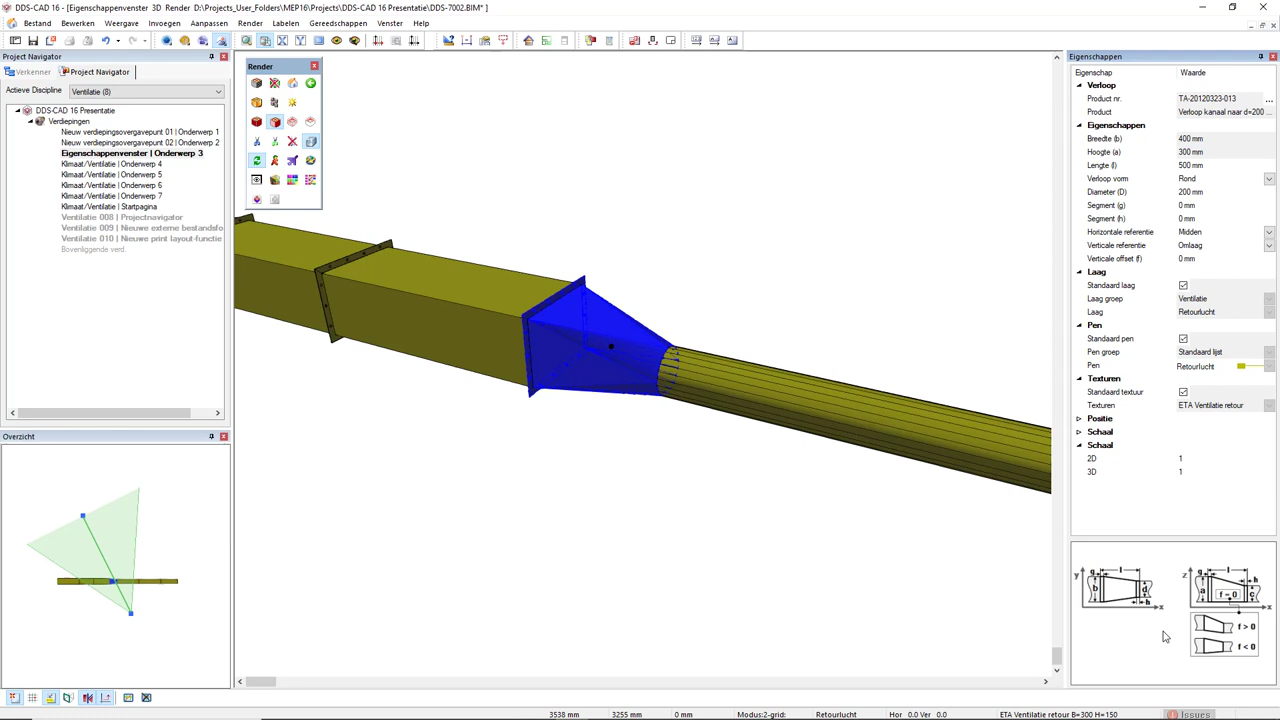 DDS-CAD 16 - [Eigenschappenvenster 3D Render D:\Projects_User_Folders\MEP16\Projects\DDS-CAD 16 Presentatie\DDS-7002.BIM* ]
Bestand Bewerken Weergave Invoegen Aanpassen Render Labelen Gereedschappen Venster Help
Project Navigator
Verkenner Project Navigator
Actieve Discipline Ventilatie (8)
DDS-CAD 16 Presentatie
Verdiepingen
Nieuw verdiepingsovergavepunt 01 | Onderwerp 1
Nieuw verdiepingsovergavepunt 02 | Onderwerp 2
Eigenschappenvenster | Onderwerp 3
Klimaat/Ventilatie | Onderwerp 4
Klimaat/Ventilatie | Onderwerp 5
Klimaat/Ventilatie | Onderwerp 6
Klimaat/Ventilatie | Onderwerp 7
Klimaat/Ventilatie | Startpagina
Ventilatie 008 | Projectnavigator
Ventilatie 009 | Nieuwe externe bestandsfo
Ventilatie 010 | Nieuwe print layout-functie
Bovenliggende verd.
Overzicht
Render
Eigenschappen
Eigenschap Waarde
Verloop
Product nr. TA-20120323-013 ...
Product Verloop kanaal naar d=200 ...
Eigenschappen
Breedte (b) 400 mm
Hoogte (a) 300 mm
Lengte (l) 500 mm
Verloop vorm Rond
Diameter (D) 200 mm
Segment (g) 0 mm
Segment (h) 0 mm
Horizontale referentie Midden
Verticale referentie Omlaag
Verticale offset (f) 0 mm
Laag
Standaard laag
Laag groep Ventilatie
Laag Retourlucht
Pen
Standaard pen
Pen groep Standaard lijst
Pen Retourlucht
Texturen
Standaard textuur
Texturen ETA Ventilatie retour
Positie
Schaal
Schaal
2D 1
3D 1
y g l b d h x
z g l h a f = 0 c x
f > 0
f < 0
3538 mm 3255 mm 0 mm Modus:2-grid: Retourlucht Hor 0.0 Ver 0.0 ETA Ventilatie retour B=300 H=150 Issues